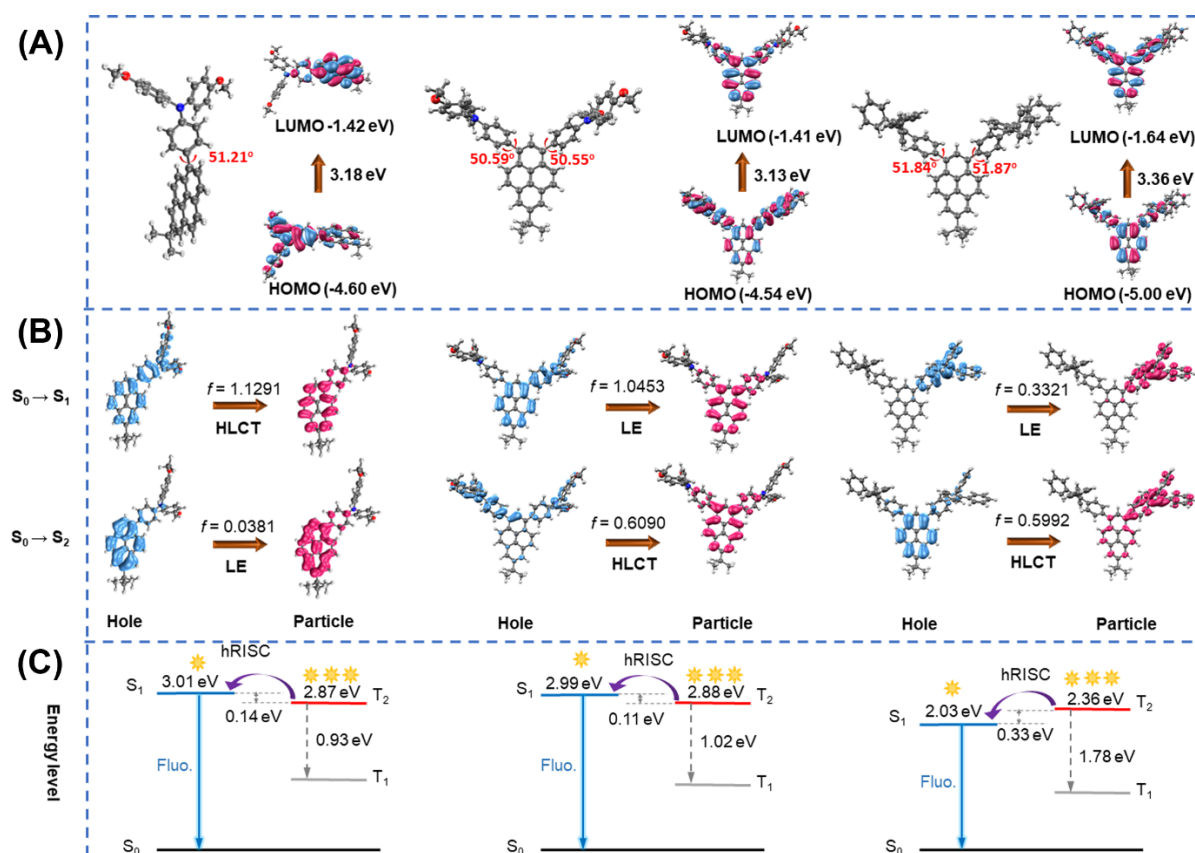 (A)
51.21°
LUMO -1.42 eV)
3.18 eV
HOMO (-4.60 eV)
50.59°
50.55°
LUMO (-1.41 eV)
3.13 eV
HOMO (-4.54 eV)
51.84°
51.87°
LUMO (-1.64 eV)
3.36 eV
HOMO (-5.00 eV)
(B)
S₀ → S₁
f = 1.1291
HLCT
f = 1.0453
LE
f = 0.3321
LE
S₀ → S₂
f = 0.0381
LE
f = 0.6090
HLCT
f = 0.5992
HLCT
Hole
Particle
Hole
Particle
Hole
Particle
(C)
Energy level
hRISC
S₁
3.01 eV
2.87 eV
T₂
0.14 eV
0.93 eV
Fluo.
T₁
S₀
hRISC
S₁
2.99 eV
2.88 eV
T₂
0.11 eV
1.02 eV
Fluo.
T₁
S₀
hRISC
S₁
2.03 eV
2.36 eV
T₂
0.33 eV
1.78 eV
Fluo.
T₁
S₀